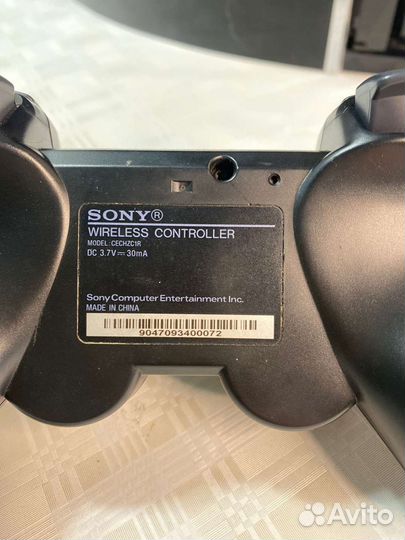 SONY®
WIRELESS CONTROLLER
MODEL: CECHZC1R
DC 3.7V⎓30mA
Sony Computer Entertainment Inc.
MADE IN CHINA
9047093400072
Avito